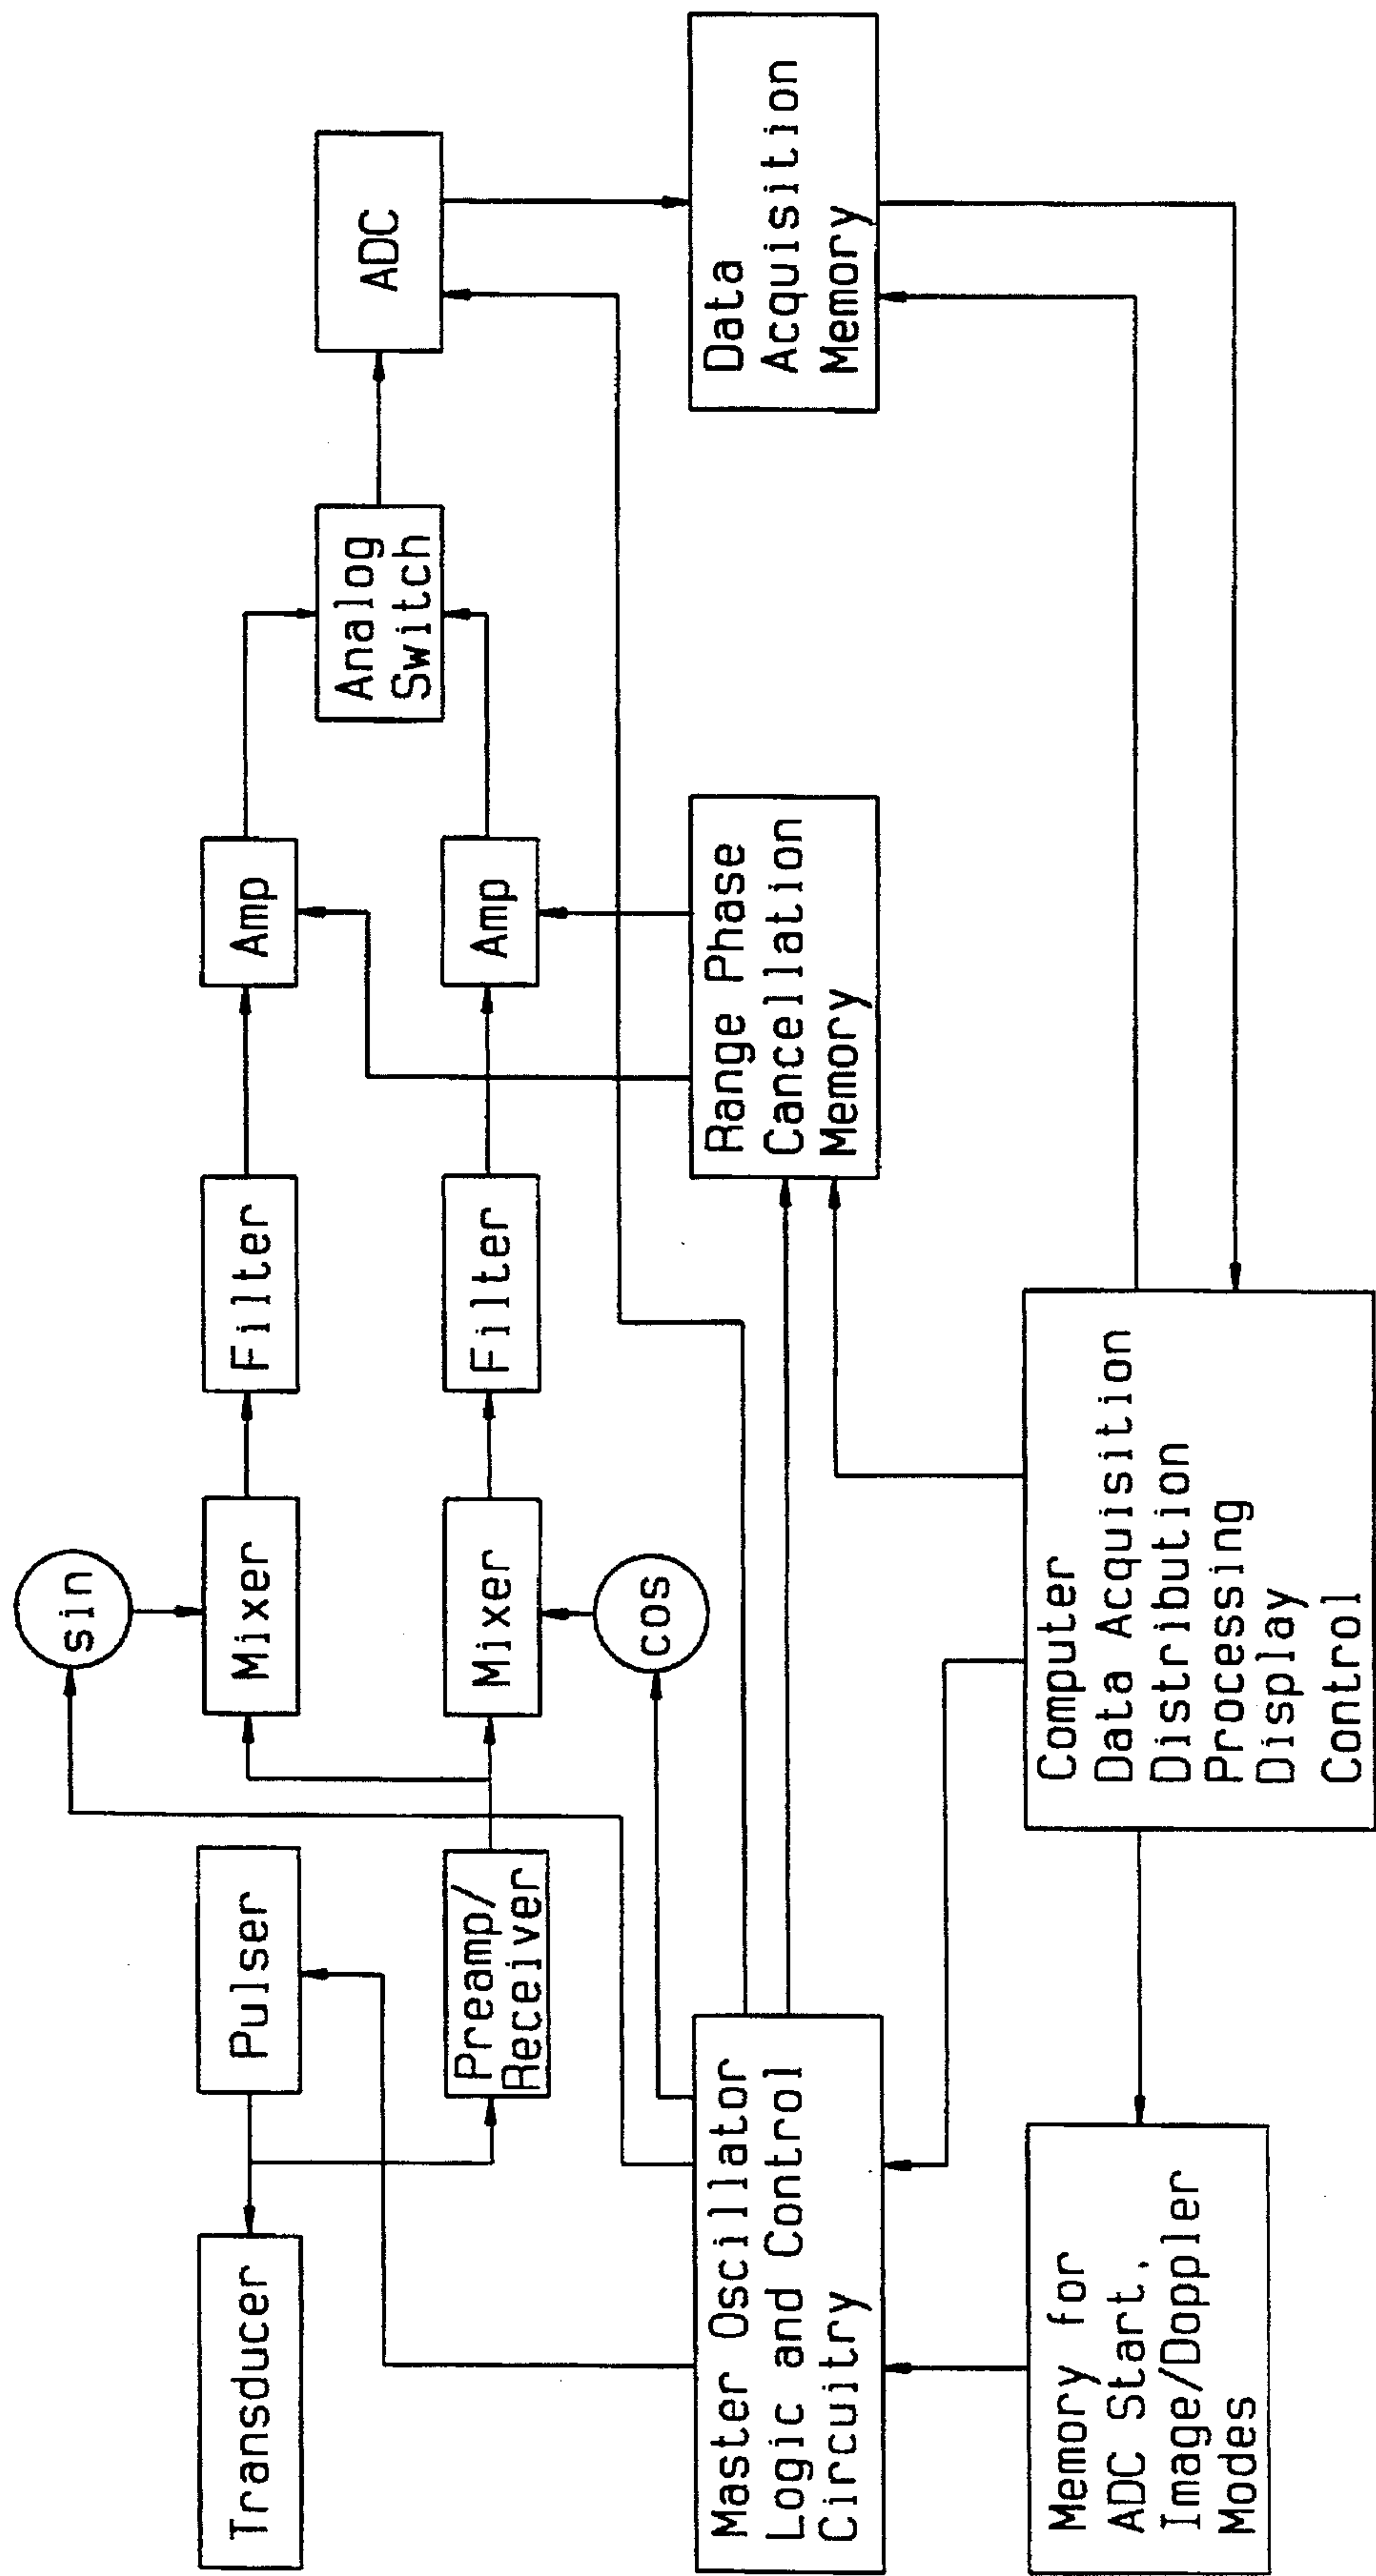 sin
Transducer
Pulser
Mixer
Filter
Amp
Analog
Switch
ADC
Preamp/
Receiver
Mixer
Filter
Amp
cos
Master Oscillator
Logic and Control
Circuitry
Range Phase
Cancellation
Memory
Data
Acquisition
Memory
Memory for
ADC Start,
Image/Doppler
Modes
Computer
Data Acquisition
Distribution
Processing
Display
Control